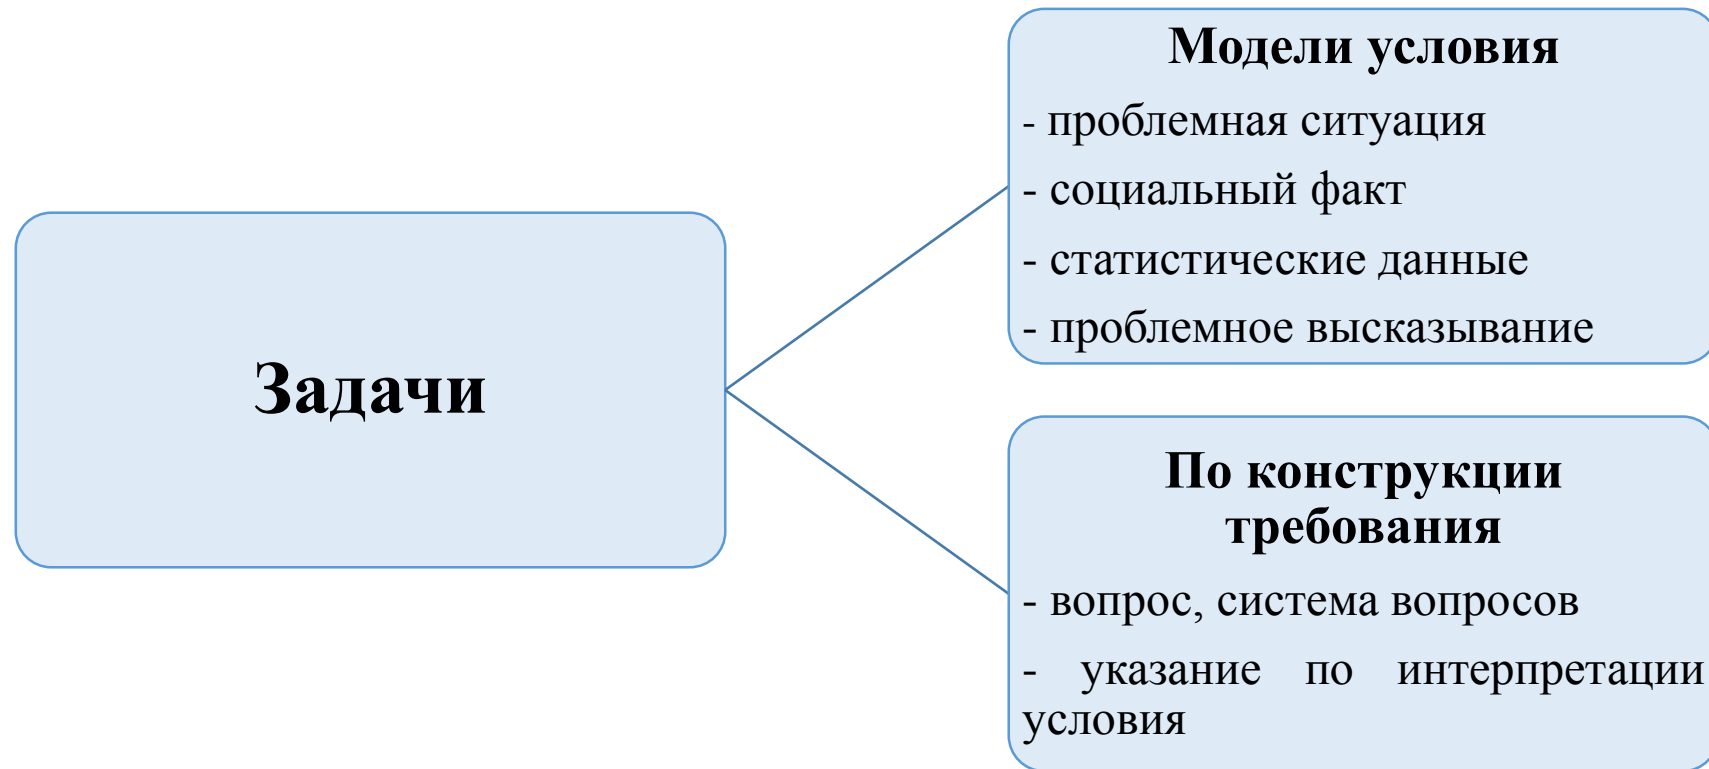 Задачи
Модели условия
- проблемная ситуация
- социальный факт
- статистические данные
- проблемное высказывание
По конструкции
требования
- вопрос, система вопросов
- указание по интерпретации
условия